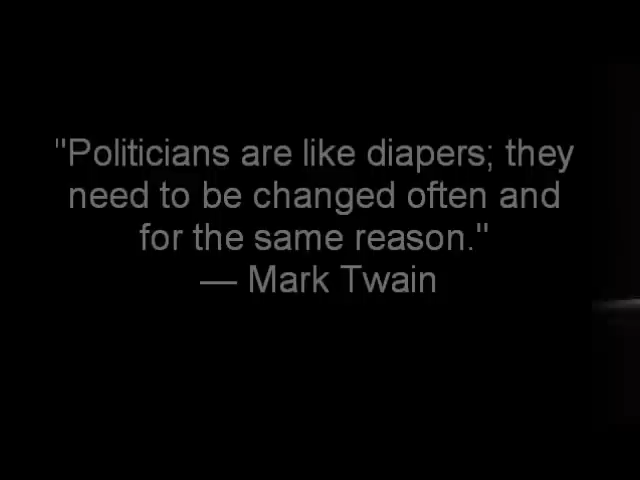 "Politicians are like diapers; they
need to be changed often and
for the same reason."
— Mark Twain